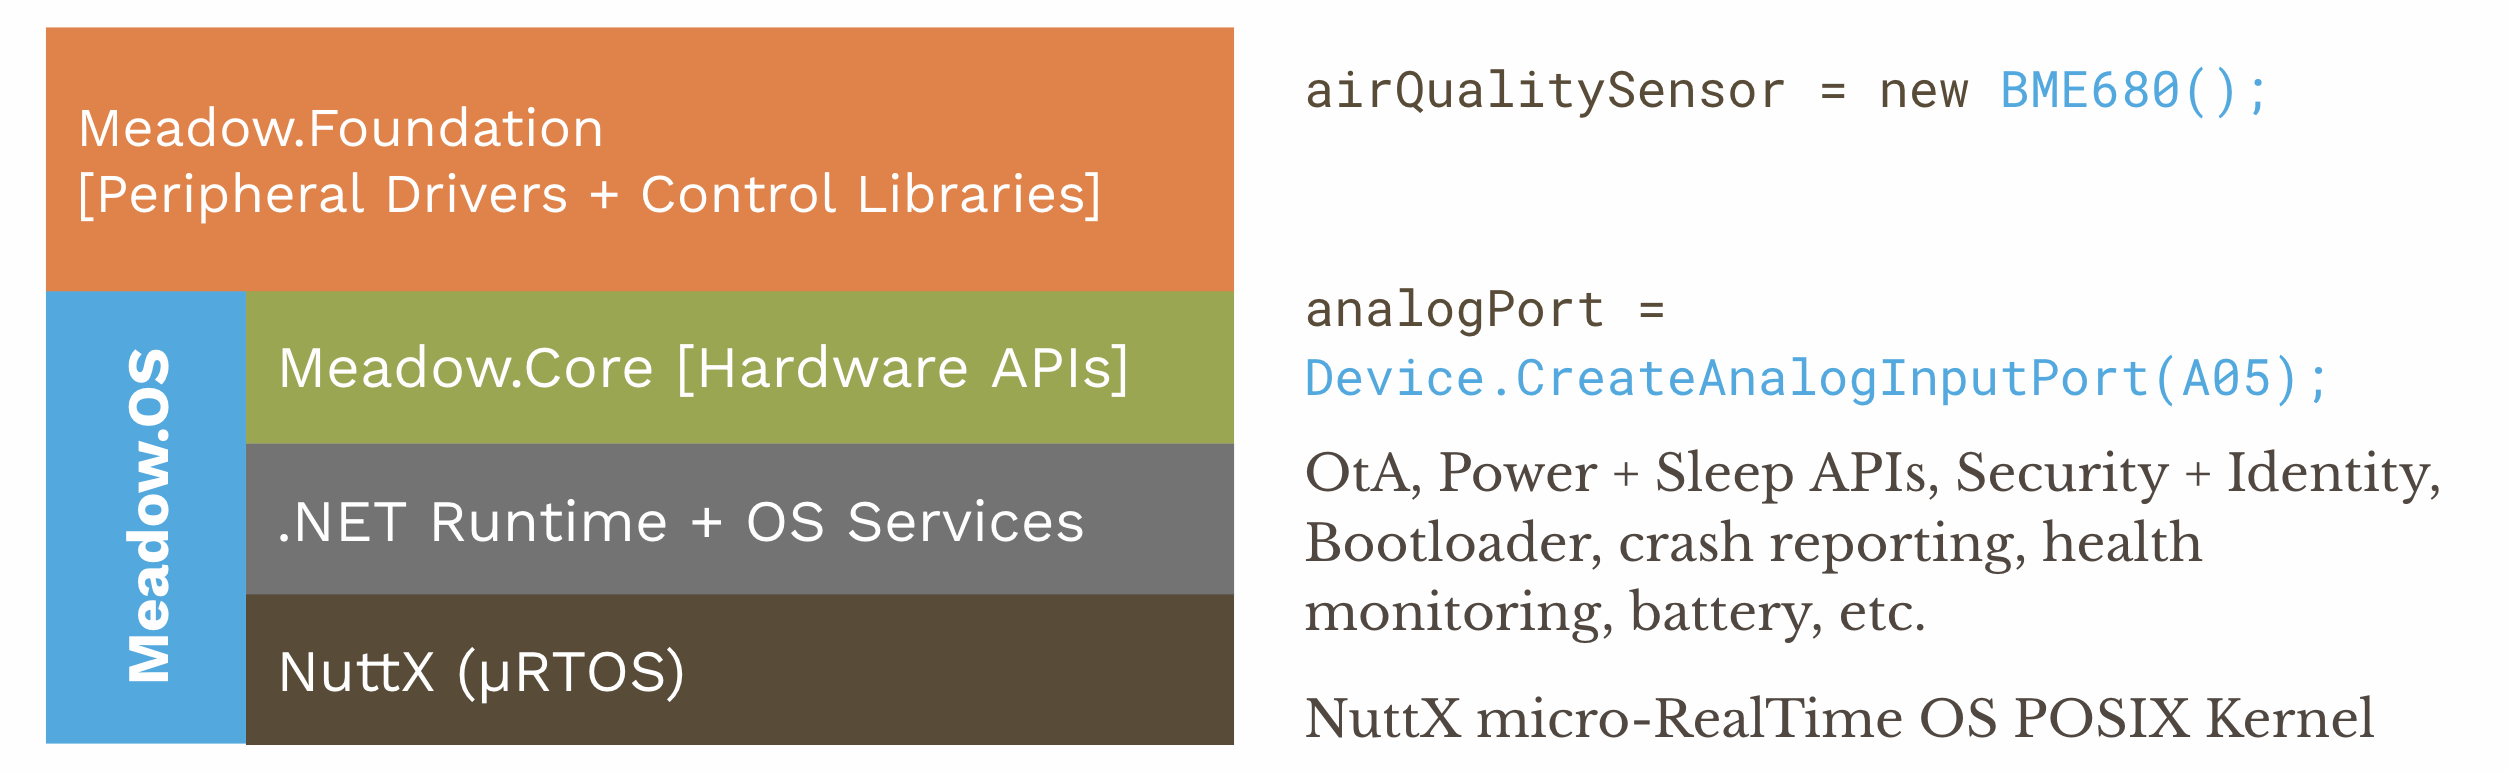 Meadow.Foundation
[Peripheral Drivers + Control Libraries]
airQualitySensor = new BME680();
Meadow.OS
Meadow.Core [Hardware APIs]
analogPort =
Device.CreateAnalogInputPort(A05);
.NET Runtime + OS Services
OtA, Power + Sleep APIs, Security + Identity,
Bootloader, crash reporting, health
monitoring, battery, etc.
NuttX (μRTOS)
NuttX micro-RealTime OS POSIX Kernel